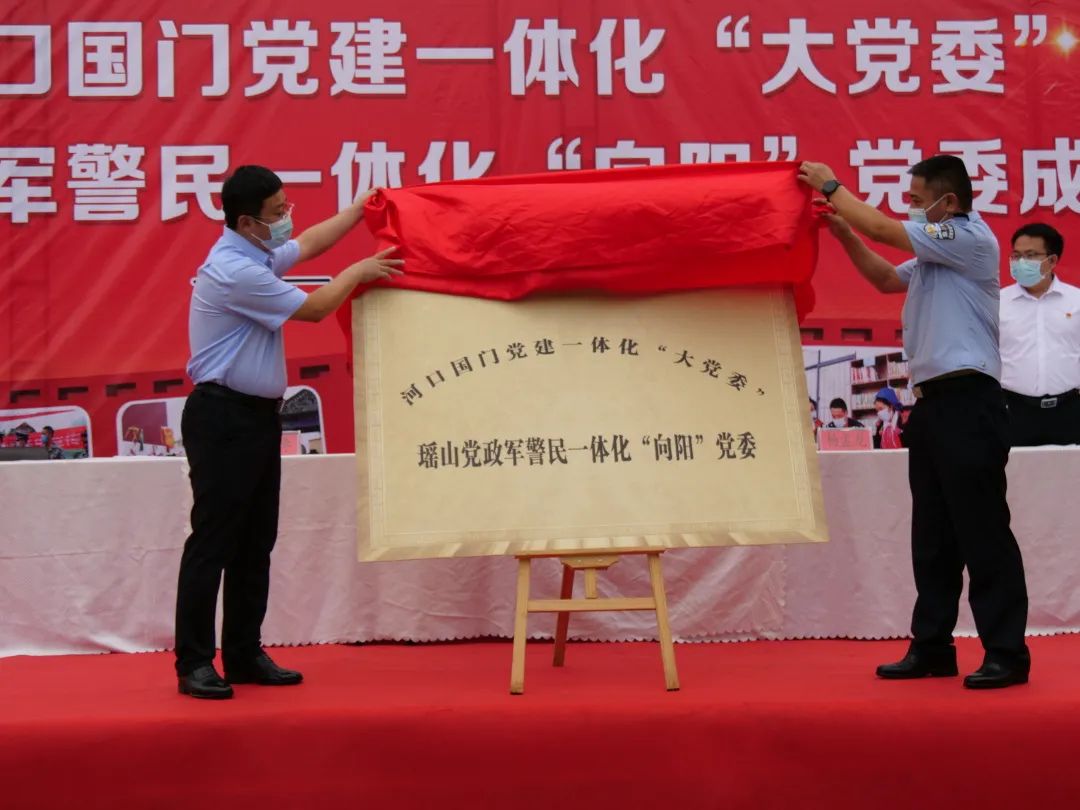 口国门党建一体化“大党委”
军警民一体化“向阳”党委成
河口国门党建一体化“大党委”
瑶山党政军警民一体化“向阳”党委